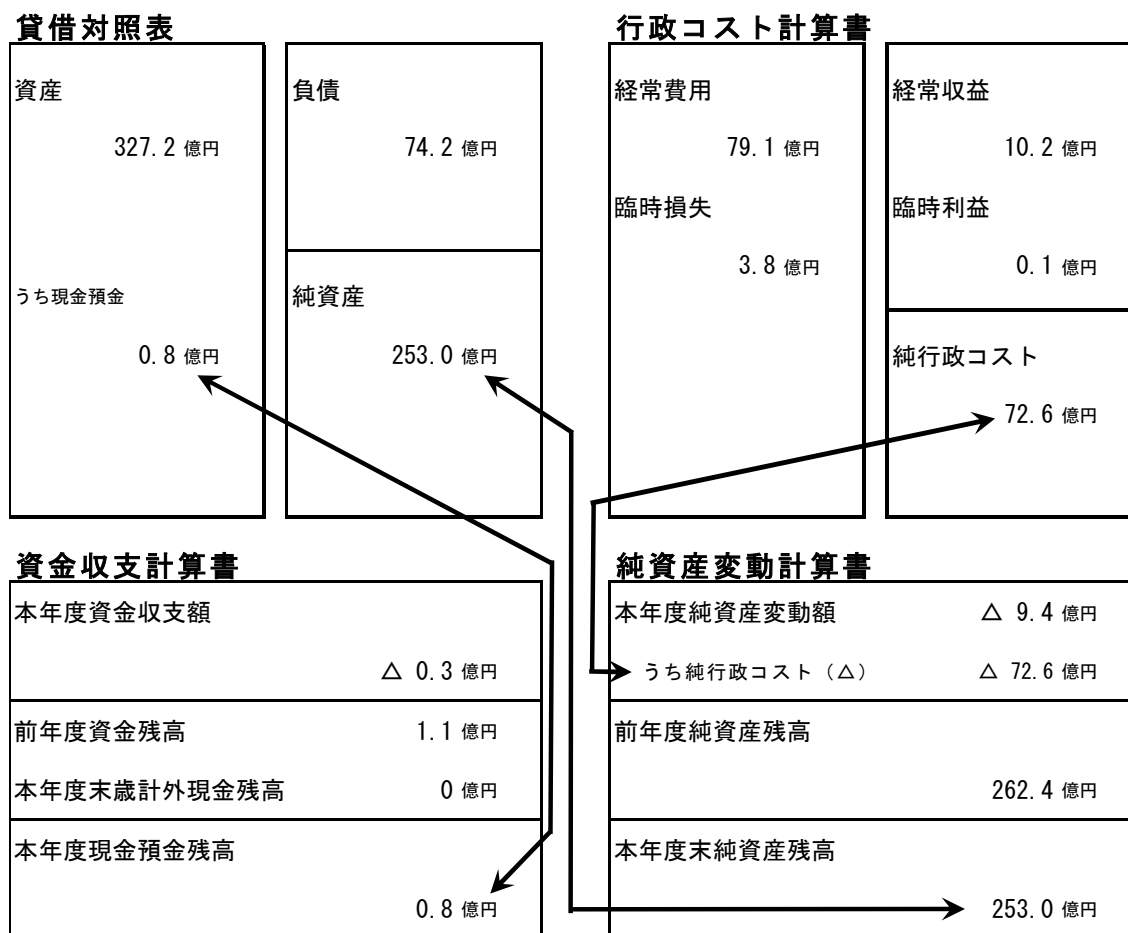 貸借対照表
資産
327.2 億円
うち現金預金
0.8 億円
負債
74.2 億円
純資産
253.0 億円
行政コスト計算書
経常費用
79.1 億円
臨時損失
3.8 億円
経常収益
10.2 億円
臨時利益
0.1 億円
純行政コスト
72.6 億円
資金収支計算書
本年度資金収支額
△ 0.3 億円
前年度資金残高 1.1 億円
本年度末歳計外現金残高 0 億円
本年度現金預金残高
0.8 億円
純資産変動計算書
本年度純資産変動額 △ 9.4 億円
うち純行政コスト（△） △ 72.6 億円
前年度純資産残高
262.4 億円
本年度末純資産残高
253.0 億円